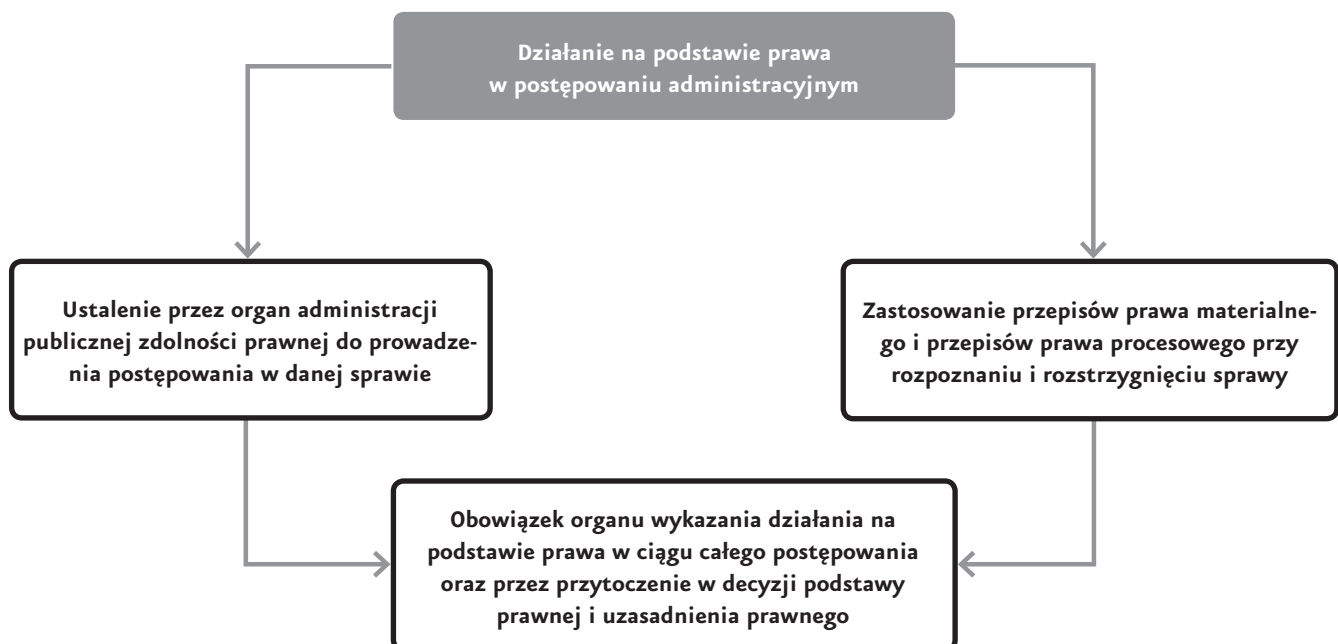 Działanie na podstawie prawa
w postępowaniu administracyjnym
Ustalenie przez organ administracji
publicznej zdolności prawnej do prowadze-
nia postępowania w danej sprawie
Zastosowanie przepisów prawa materialne-
go i przepisów prawa procesowego przy
rozpoznaniu i rozstrzygnięciu sprawy
Obowiązek organu wykazania działania na
podstawie prawa w ciągu całego postępowania
oraz przez przytoczenie w decyzji podstawy
prawnej i uzasadnienia prawnego